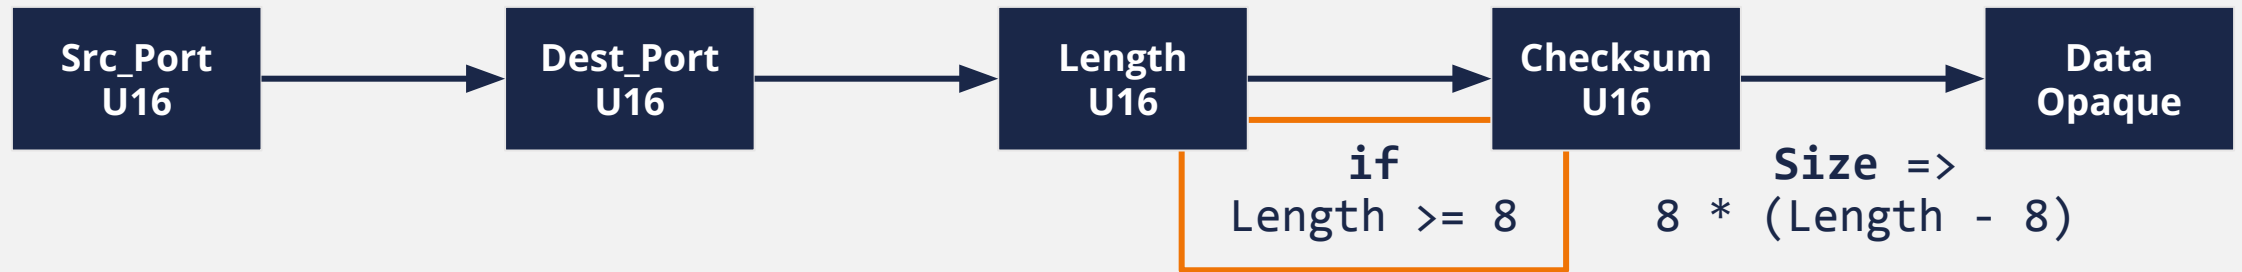 Src_Port
U16
Dest_Port
U16
Length
U16
Checksum
U16
Data
Opaque
if
Length >= 8
Size =>
8 * (Length - 8)